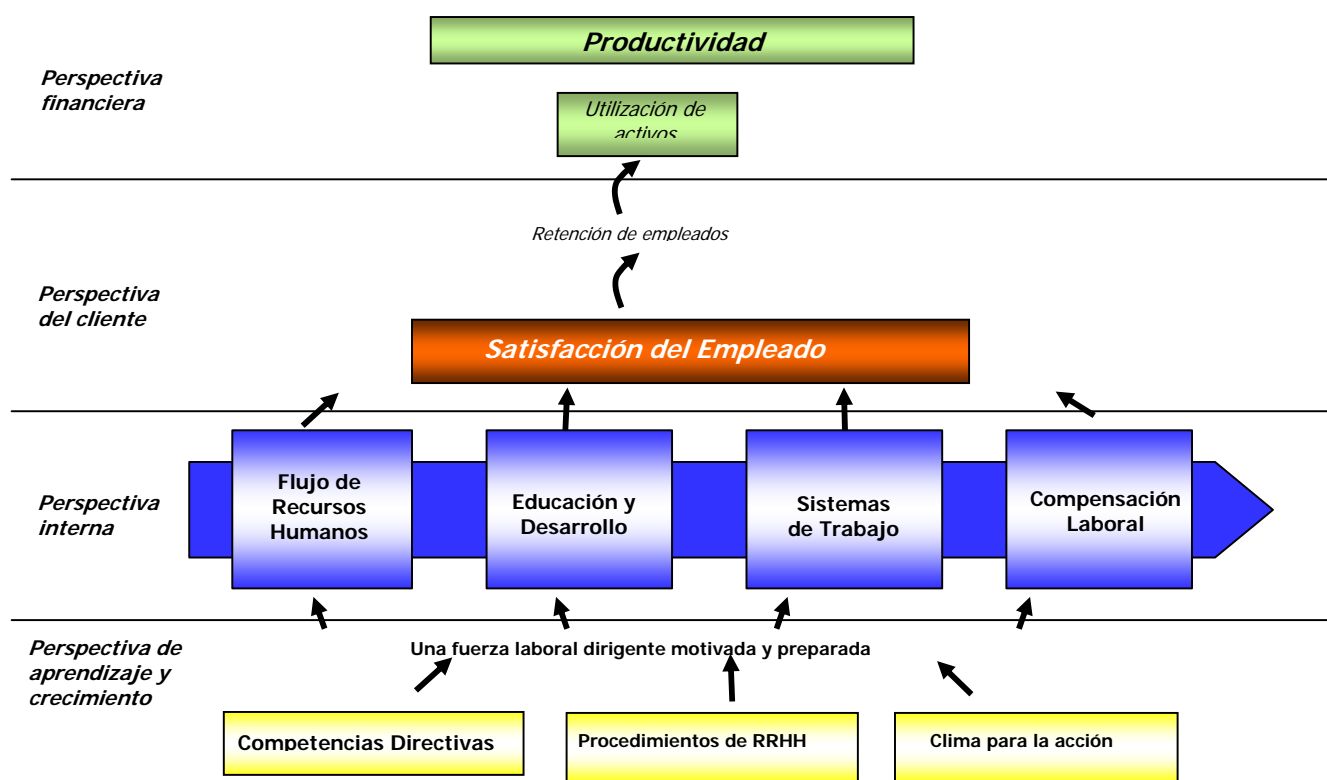 Productividad
Perspectiva
financiera
Utilización de
activos
Retención de empleados
Perspectiva
del cliente
Satisfacción del Empleado
Perspectiva
interna
Flujo de
Recursos
Humanos
Educación y
Desarrollo
Sistemas
de Trabajo
Compensación
Laboral
Perspectiva de
aprendizaje y
crecimiento
Una fuerza laboral dirigente motivada y preparada
Competencias Directivas
Procedimientos de RRHH
Clima para la acción